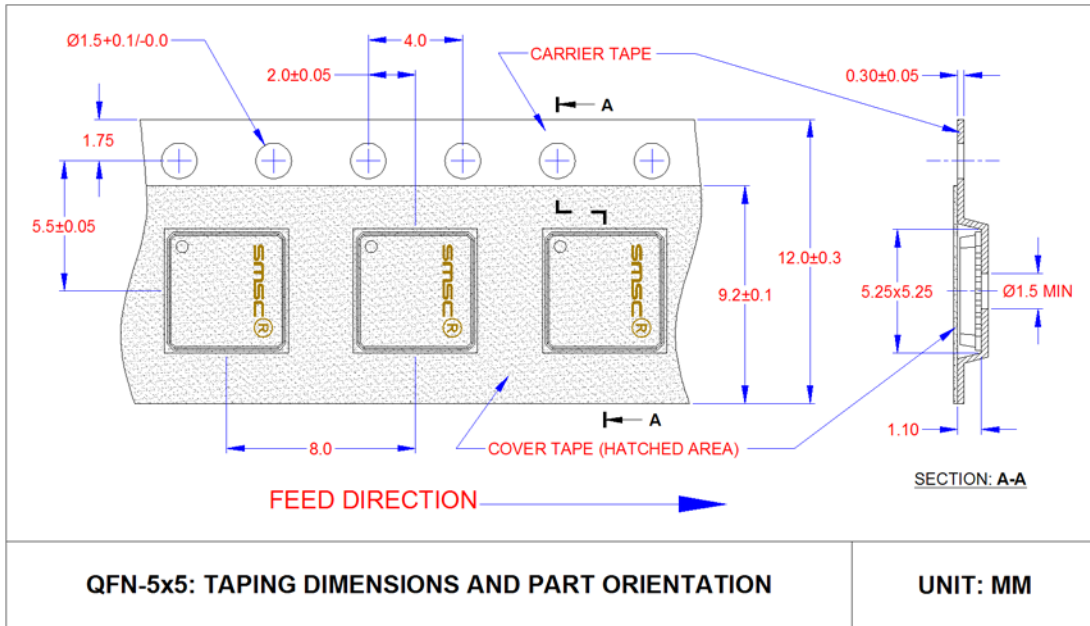 Ø1.5+0.1/-0.0
4.0
CARRIER TAPE
2.0±0.05
0.30±0.05
A
1.75
5.5±0.05
smsc®
smsc®
smsc®
12.0±0.3
9.2±0.1
5.25x5.25
Ø1.5 MIN
A
8.0
COVER TAPE (HATCHED AREA)
1.10
SECTION: A-A
FEED DIRECTION
QFN-5x5: TAPING DIMENSIONS AND PART ORIENTATION
UNIT: MM